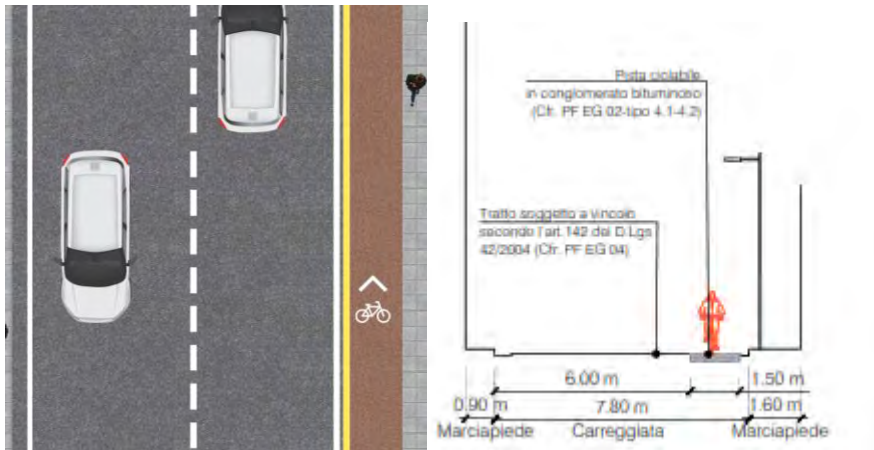 Pista ciclabile
in conglomerato bituminoso
(Cfr. PF EG 02-tipo 4.1-4.2)
Tratto soggetto a vincolo
secondo l'art.142 del D.Lgs
42/2004 (Cfr. PF EG 04)
6.00 m
1.50 m
0.90 m
7.80 m
1.60 m
Marciapiede
Carreggiata
Marciapiede